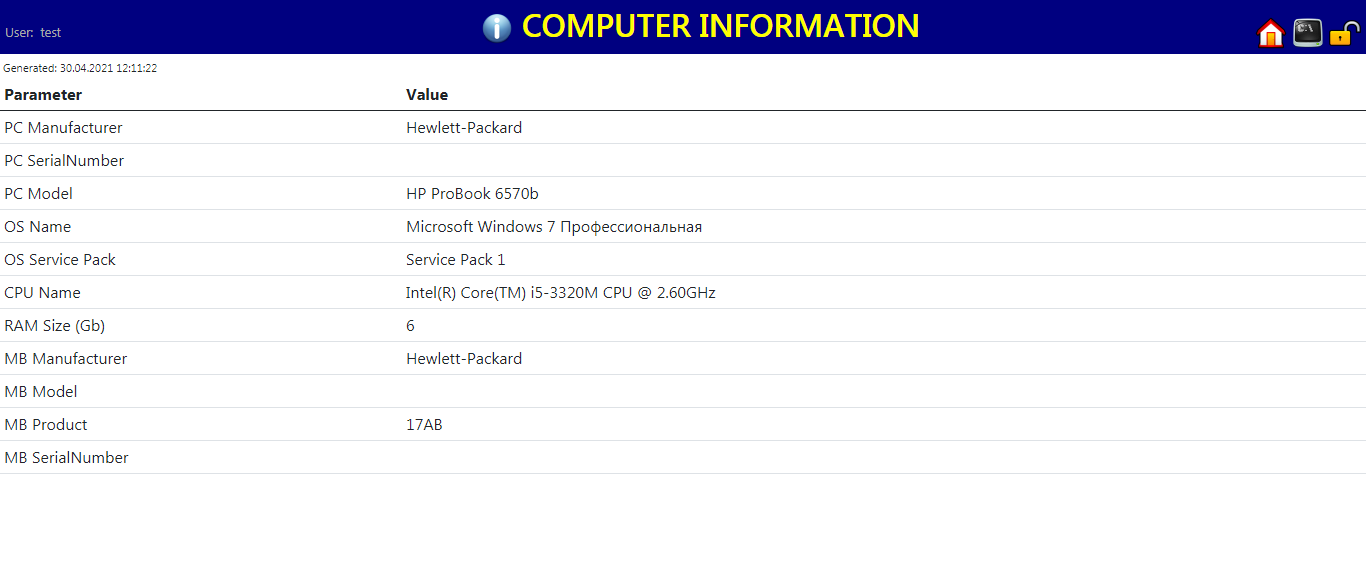 COMPUTER INFORMATION
User: test
C:\
Generated: 30.04.2021 12:11:22
Parameter Value
PC Manufacturer Hewlett-Packard
PC SerialNumber
PC Model HP ProBook 6570b
OS Name Microsoft Windows 7 Профессиональная
OS Service Pack Service Pack 1
CPU Name Intel(R) Core(TM) i5-3320M CPU @ 2.60GHz
RAM Size (Gb) 6
MB Manufacturer Hewlett-Packard
MB Model
MB Product 17AB
MB SerialNumber